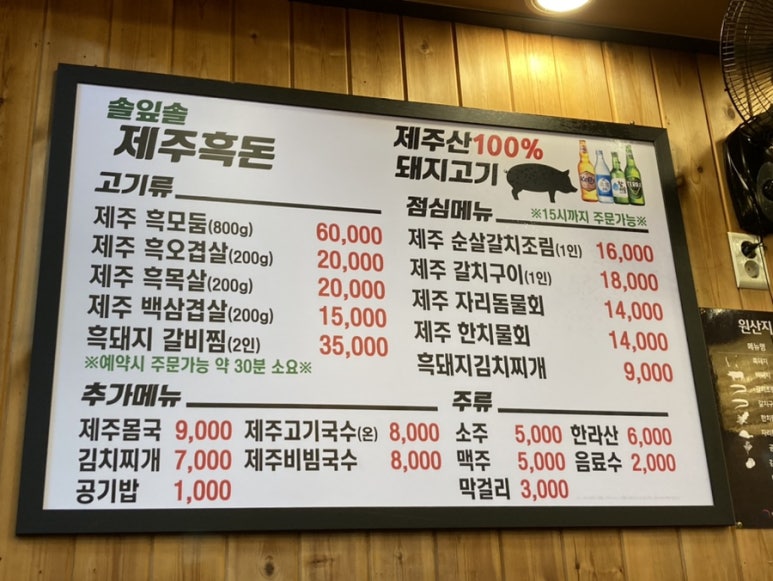 솔잎솔
제주흑돈
고기류
제주 흑모둠(800g) 60,000
제주 흑오겹살(200g) 20,000
제주 흑목살(200g) 20,000
제주 백삼겹살(200g) 15,000
흑돼지 갈비찜(2인) 35,000
※예약시 주문가능 약 30분 소요※
제주산100%
돼지고기
점심메뉴 ※15시까지 주문가능※
제주 순살갈치조림(1인) 16,000
제주 갈치구이(1인) 18,000
제주 자리돔물회 14,000
제주 한치물회 14,000
흑돼지김치찌개 9,000
추가메뉴
제주몸국 9,000 제주고기국수(온) 8,000
김치찌개 7,000 제주비빔국수 8,000
공기밥 1,000
주류
소주 5,000 한라산 6,000
맥주 5,000 음료수 2,000
막걸리 3,000
원산지
메뉴명